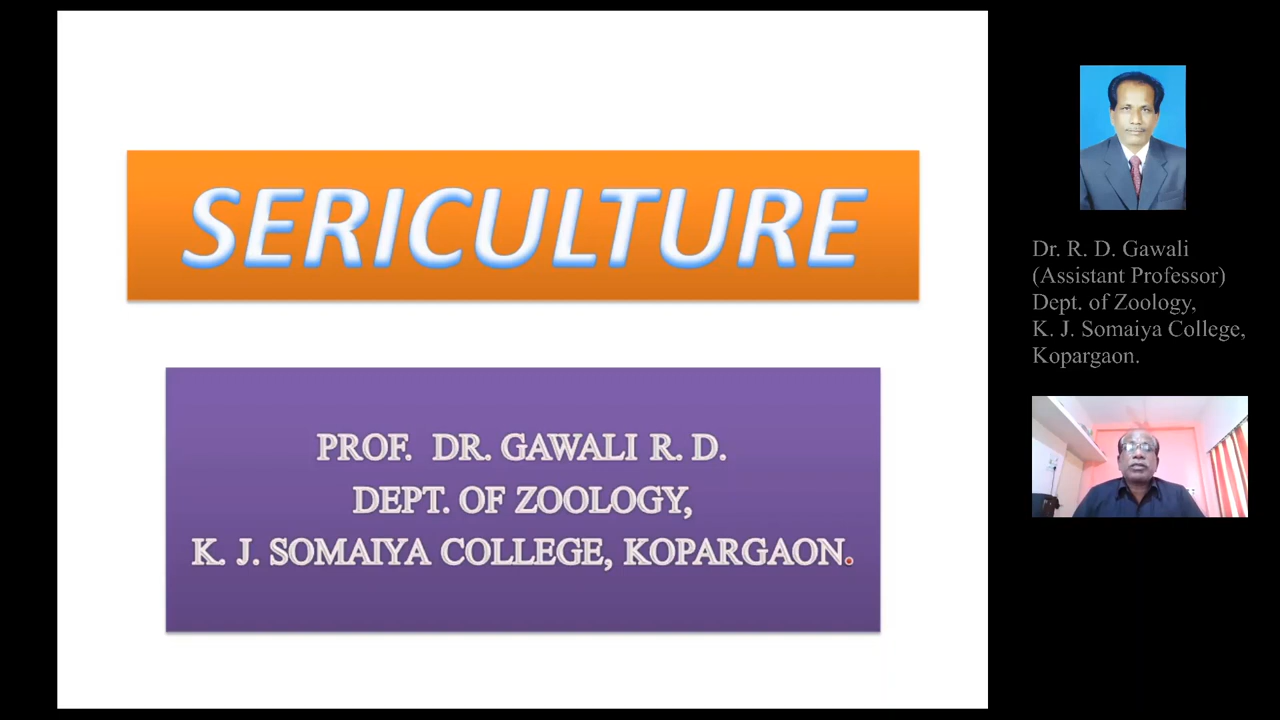 SERICULTURE
PROF. DR. GAWALI R. D.
DEPT. OF ZOOLOGY,
K. J. SOMAIYA COLLEGE, KOPARGAON.
Dr. R. D. Gawali
(Assistant Professor)
Dept. of Zoology,
K. J. Somaiya College,
Kopargaon.